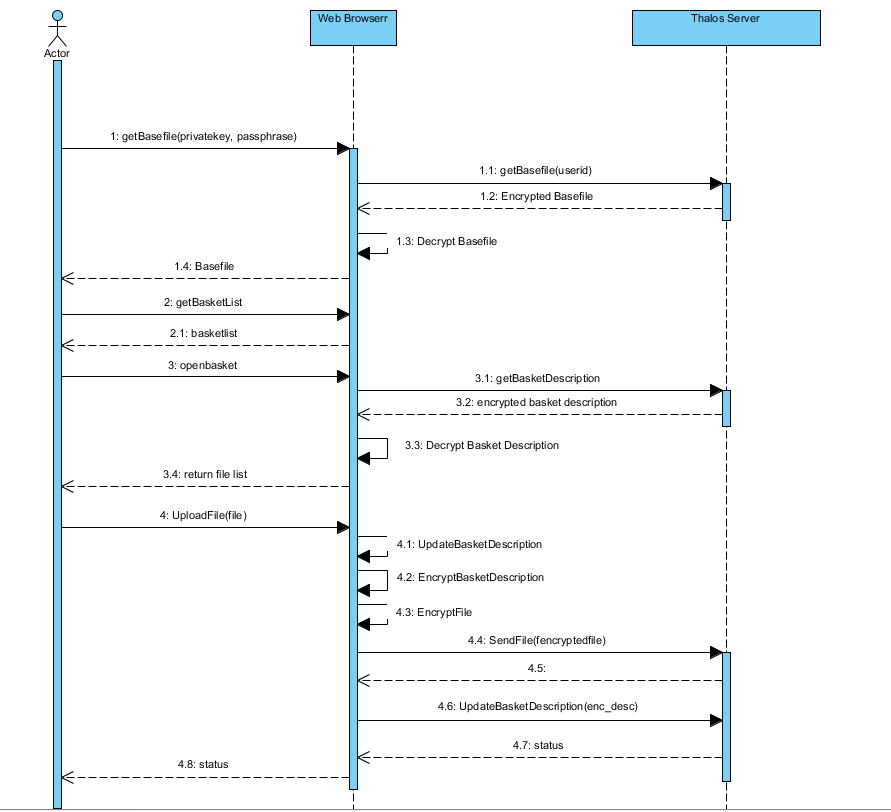 Web Browserr
Thalos Server
Actor
1: getBasefile(privatekey, passphrase)
1.1: getBasefile(userid)
1.2: Encrypted Basefile
1.3: Decrypt Basefile
1.4: Basefile
2: getBasketList
2.1: basketlist
3: openbasket
3.1: getBasketDescription
3.2: encrypted basket description
3.3: Decrypt Basket Description
3.4: return file list
4: UploadFile(file)
4.1: UpdateBasketDescription
4.2: EncryptBasketDescription
4.3: EncryptFile
4.4: SendFile(fencryptedfile)
4.5:
4.6: UpdateBasketDescription(enc_desc)
4.7: status
4.8: status